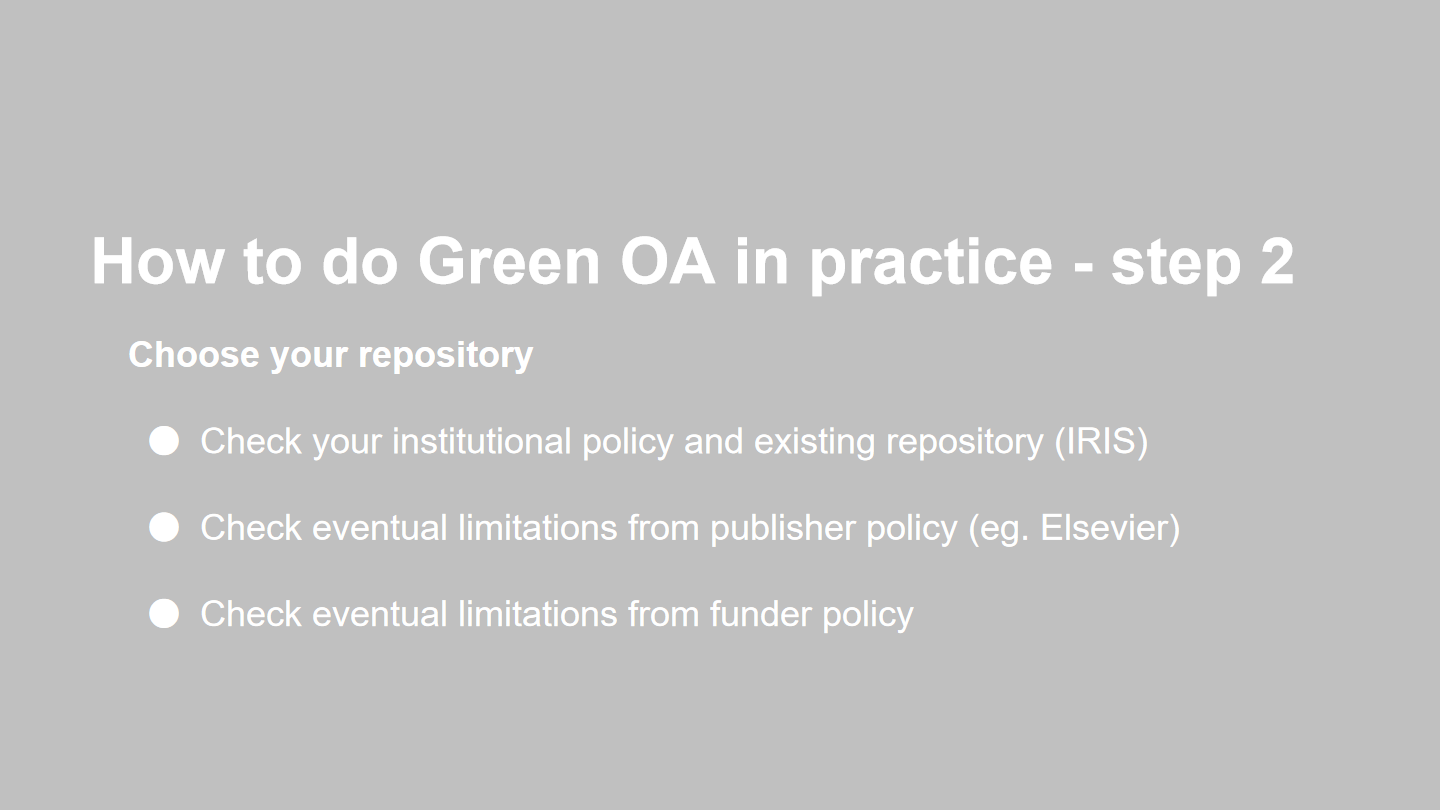 How to do Green OA in practice - step 2
Choose your repository
● Check your institutional policy and existing repository (IRIS)
● Check eventual limitations from publisher policy (eg. Elsevier)
● Check eventual limitations from funder policy